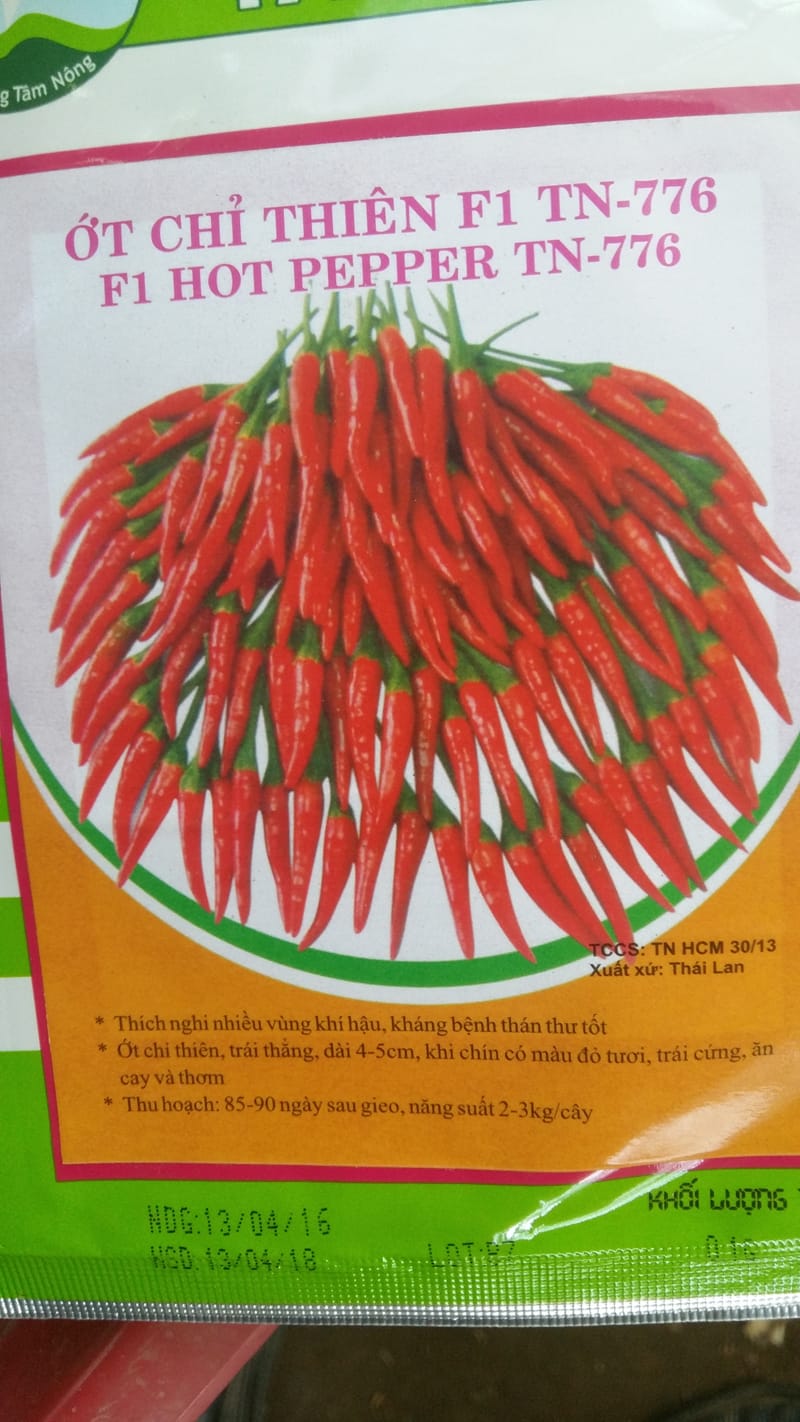 Tâm Nông
ỚT CHỈ THIÊN F1 TN-776
F1 HOT PEPPER TN-776
TCCS: TN HCM 30/13
Xuất xứ: Thái Lan
* Thích nghi nhiều vùng khí hậu, kháng bệnh thán thư tốt
* Ớt chỉ thiên, trái thẳng, dài 4-5cm, khi chín có màu đỏ tươi, trái cứng, ăn
cay và thơm
* Thu hoạch: 85-90 ngày sau gieo, năng suất 2-3kg/cây
KHỐI LƯỢNG
NDG:13/04/16
HSD:13/04/18 LOT:87